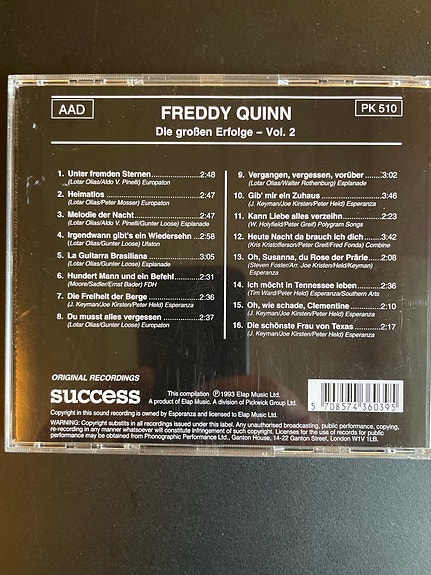 AAD
FREDDY QUINN
PK 510
Die großen Erfolge – Vol. 2
1. Unter fremden Sternen 2:48
(Lotar Olias/Aldo V. Pinelli) Europaton
2. Heimatlos 2:47
(Lotar Olias/Peter Mosser) Europaton
3. Melodie der Nacht 2:47
(Lotar Olias/Aldo V. Pinelli/Gunter Loose) Esplanade
4. Irgendwann gibt's ein Wiedersehn 2:58
(Lotar Olias/Gunter Loose) Ufaton
5. La Guitarra Brasiliana 3:05
(Lotar Olias/Gunter Loose) Esplanade
6. Hundert Mann und ein Befehl 2:31
(Moore/Sadler/Ernst Bader) FDH
7. Die Freiheit der Berge 2:36
(J. Keyman/Joe Kirsten/Peter Held) Esperanza
8. Du musst alles vergessen 2:37
(Lotar Olias/Gunter Loose) Europaton
9. Vergangen, vergessen, vorüber 3:02
(Lotar Olias/Walter Rothenburg) Esplanade
10. Gib' mir ein Zuhaus 3:46
(J. Keyman/Joe Kirsten/Peter Held) Esperanza
11. Kann Liebe alles verzeihn 2:23
(W. Holyfield/Peter Greif) Polygram Songs
12. Heute Nacht da brauch ich dich 3:42
(Kris Kristofferson/Peter Greif/Fred Fonda) Combine
13. Oh, Susanna, du Rose der Prärie 2:08
(Steven Foster/Arr. Joe Kirsten/Held/Keyman)
Esperanza
14. Ich möcht in Tennessee leben 2:36
(Tim Ward/Peter Held) Esperanza/Southern Arts
15. Oh, wie schade, Clementine 2:10
(J. Keyman/Joe Kirsten/Peter Held) Esperanza
16. Die schönste Frau von Texas 2:17
(J. Keyman/Joe Kirsten/Peter Held) Esperanza
ORIGINAL RECORDINGS
success
This compilation ℗ 1993 Elap Music Ltd.
A product of Elap Music. A division of Pickwick Group Ltd.
Copyright in this sound recording is owned by Esperanza and licensed to Elap Music Ltd.
WARNING: Copyright subsists in all recordings issued under this label. Any unauthorised broadcasting, public performance, copying,
re-recording in any manner whatsoever will constitute infringement of such copyright. Licenses for the use of records for public
performance may be obtained from Phonographic Performance Ltd., Ganton House, 14-22 Ganton Street, London W1V 1LB.
5 708574 360395